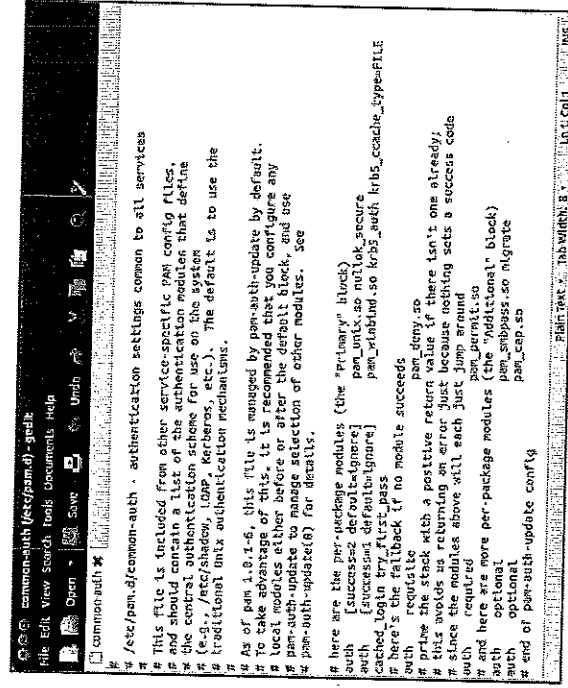 common-auth (/etc/pam.d) - gedit
File Edit View Search Tools Documents Help
Open Save Undo
common-auth
#
# /etc/pam.d/common-auth - authentication settings common to all services
#
# This file is included from other service-specific PAM config files,
# and should contain a list of the authentication modules that define
# the central authentication scheme for use on the system
# (e.g., /etc/shadow, LDAP, Kerberos, etc.). The default is to use the
# traditional Unix authentication mechanisms.
#
# As of pam 1.0.1-6, this file is managed by pam-auth-update by default.
# To take advantage of this, it is recommended that you configure any
# local modules either before or after the default block, and use
# pam-auth-update to manage selection of other modules. See
# pam-auth-update(8) for details.

# here are the per-package modules (the "Primary" block)
auth [success=2 default=ignore] pam_unix.so nullok_secure
auth [success=1 default=ignore] pam_winbind.so krb5_auth krb5_ccache_type=FILE
cached_login try_first_pass
# here's the fallback if no module succeeds
auth requisite pam_deny.so
# prime the stack with a positive return value if there isn't one already;
# this avoids us returning an error just because nothing sets a success code
# since the modules above will each just jump around
auth required pam_permit.so
# and here are more per-package modules (the "Additional" block)
auth optional pam_smbpass.so migrate
auth optional pam_cap.so
# end of pam-auth-update config
Plain Text Tab Width: 8 Ln 1, Col 1 INS